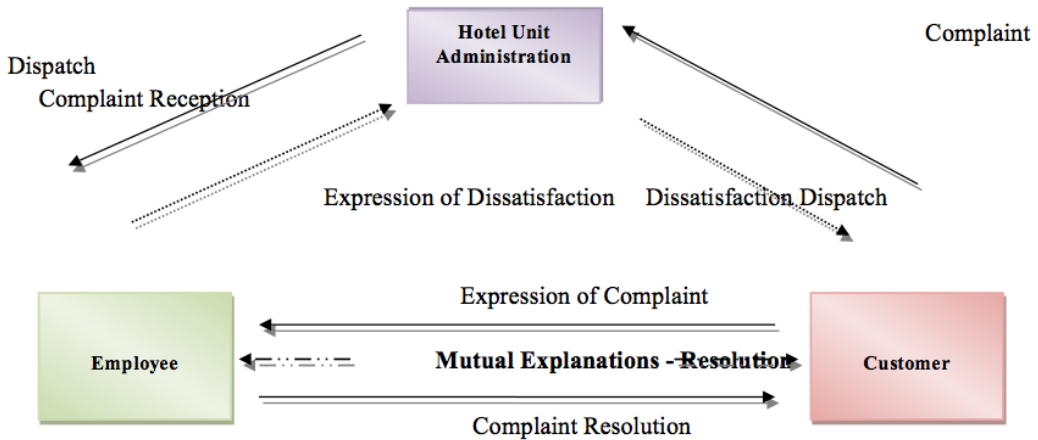 Hotel Unit
Administration
Complaint
Dispatch
Complaint Reception
Expression of Dissatisfaction
Dissatisfaction Dispatch
Expression of Complaint
Employee
Mutual Explanations - Resolution
Customer
Complaint Resolution